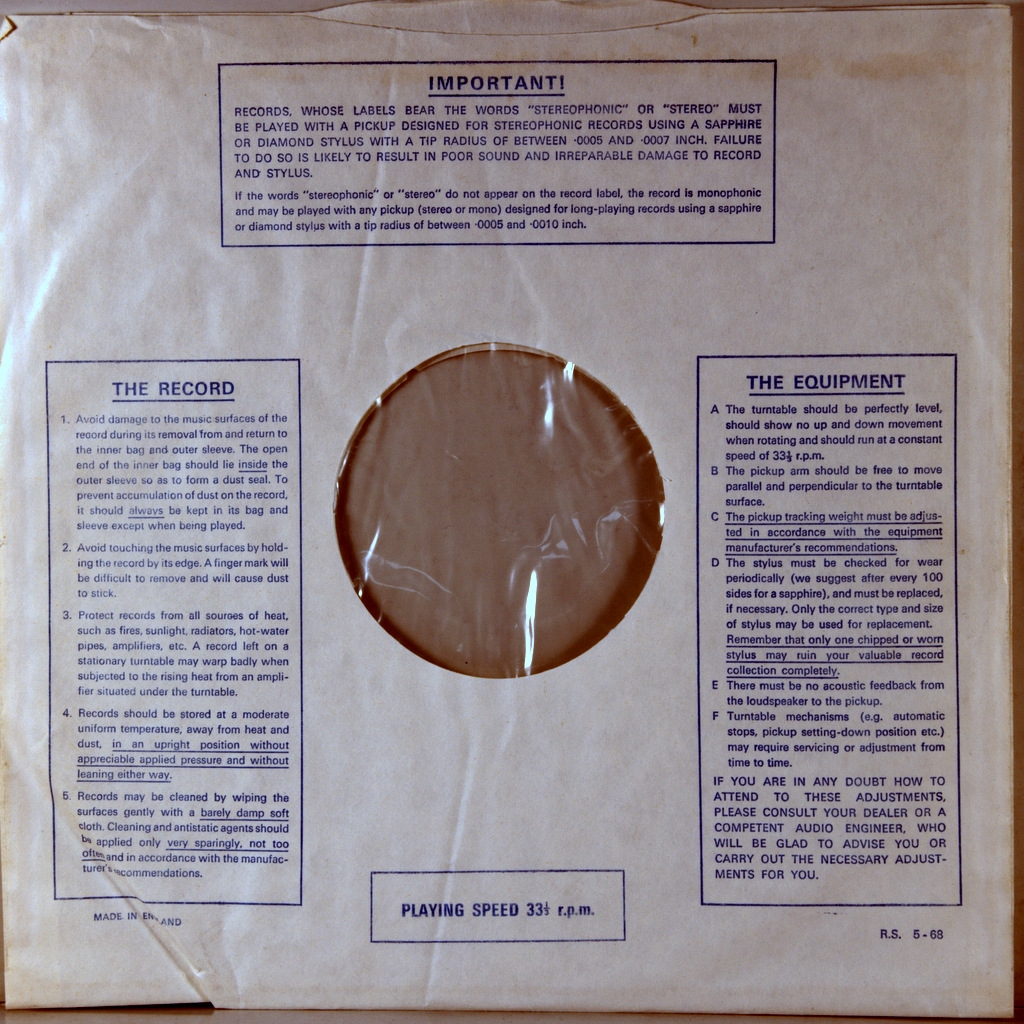 IMPORTANT!
RECORDS, WHOSE LABELS BEAR THE WORDS "STEREOPHONIC" OR "STEREO" MUST
BE PLAYED WITH A PICKUP DESIGNED FOR STEREOPHONIC RECORDS USING A SAPPHIRE
OR DIAMOND STYLUS WITH A TIP RADIUS OF BETWEEN ·0005 AND ·0007 INCH. FAILURE
TO DO SO IS LIKELY TO RESULT IN POOR SOUND AND IRREPARABLE DAMAGE TO RECORD
AND STYLUS.
If the words "stereophonic" or "stereo" do not appear on the record label, the record is monophonic
and may be played with any pickup (stereo or mono) designed for long-playing records using a sapphire
or diamond stylus with a tip radius of between ·0005 and ·0010 inch.
THE RECORD
1. Avoid damage to the music surfaces of the
record during its removal from and return to
the inner bag and outer sleeve. The open
end of the inner bag should lie inside the
outer sleeve so as to form a dust seal. To
prevent accumulation of dust on the record,
it should always be kept in its bag and
sleeve except when being played.
2. Avoid touching the music surfaces by hold-
ing the record by its edge. A finger mark will
be difficult to remove and will cause dust
to stick.
3. Protect records from all sources of heat,
such as fires, sunlight, radiators, hot-water
pipes, amplifiers, etc. A record left on a
stationary turntable may warp badly when
subjected to the rising heat from an ampli-
fier situated under the turntable.
4. Records should be stored at a moderate
uniform temperature, away from heat and
dust, in an upright position without
appreciable applied pressure and without
leaning either way.
5. Records may be cleaned by wiping the
surfaces gently with a barely damp soft
cloth. Cleaning and antistatic agents should
be applied only very sparingly, not too
often and in accordance with the manufac-
turer's recommendations.
MADE IN ENGLAND
THE EQUIPMENT
A The turntable should be perfectly level,
should show no up and down movement
when rotating and should run at a constant
speed of 33⅓ r.p.m.
B The pickup arm should be free to move
parallel and perpendicular to the turntable
surface.
C The pickup tracking weight must be adjus-
ted in accordance with the equipment
manufacturer's recommendations.
D The stylus must be checked for wear
periodically (we suggest after every 100
sides for a sapphire), and must be replaced,
if necessary. Only the correct type and size
of stylus may be used for replacement.
Remember that only one chipped or worn
stylus may ruin your valuable record
collection completely.
E There must be no acoustic feedback from
the loudspeaker to the pickup.
F Turntable mechanisms (e.g. automatic
stops, pickup setting-down position etc.)
may require servicing or adjustment from
time to time.
IF YOU ARE IN ANY DOUBT HOW TO
ATTEND TO THESE ADJUSTMENTS,
PLEASE CONSULT YOUR DEALER OR A
COMPETENT AUDIO ENGINEER, WHO
WILL BE GLAD TO ADVISE YOU OR
CARRY OUT THE NECESSARY ADJUST-
MENTS FOR YOU.
PLAYING SPEED 33⅓ r.p.m.
R.S. 5-68